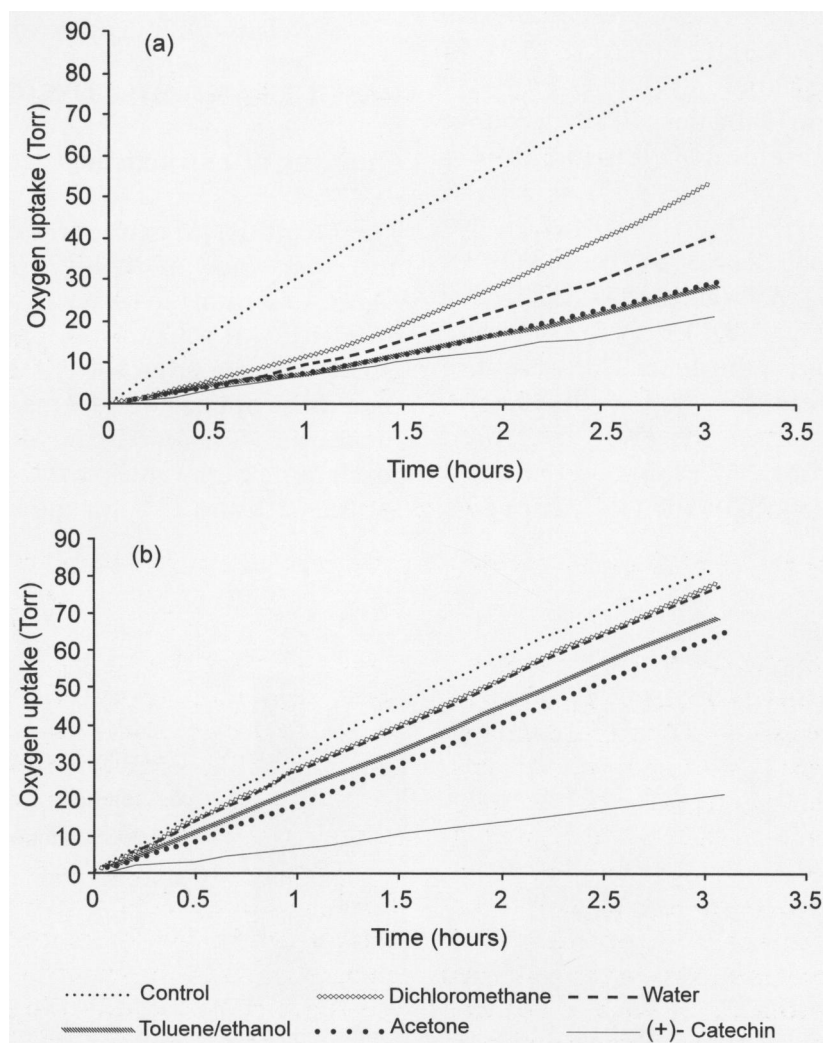 (a)
90
80
70
60
50
40
30
20
10
0
Oxygen uptake (Torr)
0 0.5 1 1.5 2 2.5 3 3.5
Time (hours)
(b)
90
80
70
60
50
40
30
20
10
0
Oxygen uptake (Torr)
0 0.5 1 1.5 2 2.5 3 3.5
Time (hours)
Control Dichloromethane Water
Toluene/ethanol Acetone (+)- Catechin